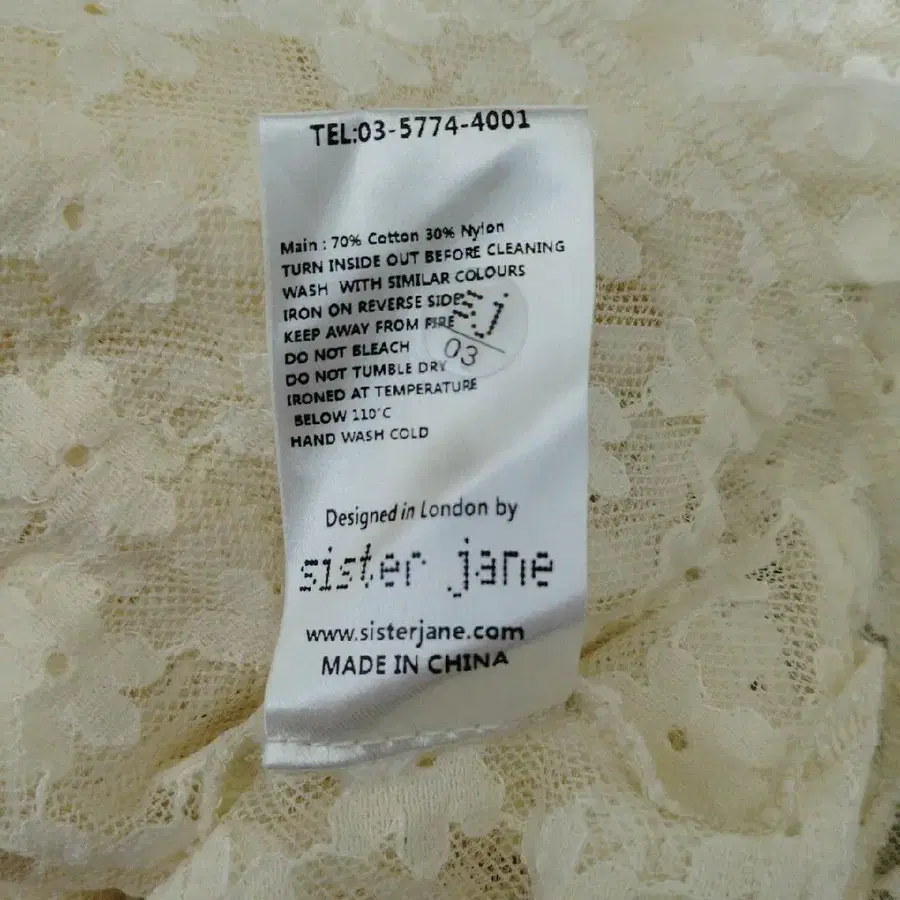 TEL:03-5774-4001
Main : 70% Cotton 30% Nylon
TURN INSIDE OUT BEFORE CLEANING
WASH WITH SIMILAR COLOURS
IRON ON REVERSE SIDE
KEEP AWAY FROM FIRE
DO NOT BLEACH
DO NOT TUMBLE DRY
IRONED AT TEMPERATURE
BELOW 110°C
HAND WASH COLD
sj
03
Designed in London by
sister jane
www.sisterjane.com
MADE IN CHINA